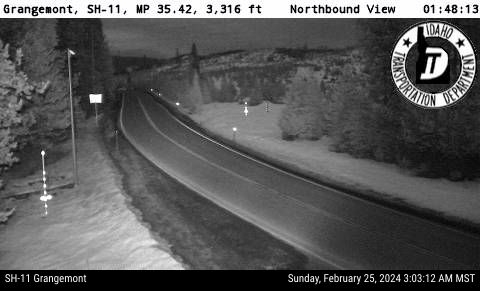 Grangemont, SH-11, MP 35.42, 3,316 ft Northbound View 01:48:13
IDAHO
TRANSPORTATION DEPARTMENT
SH-11 Grangemont Sunday, February 25, 2024 3:03:12 AM MST